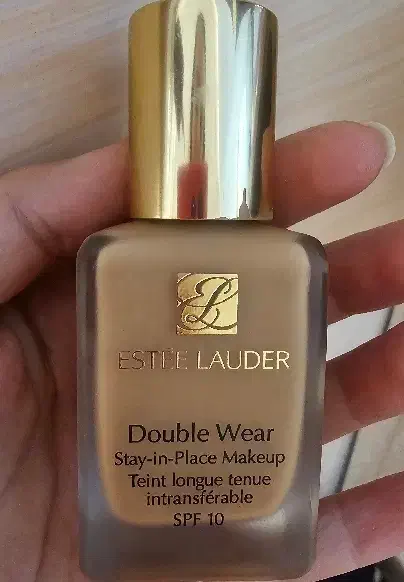 ESTĒE LAUDER
Double Wear
Stay-in-Place Makeup
Teint longue tenue
intransférable
SPF 10